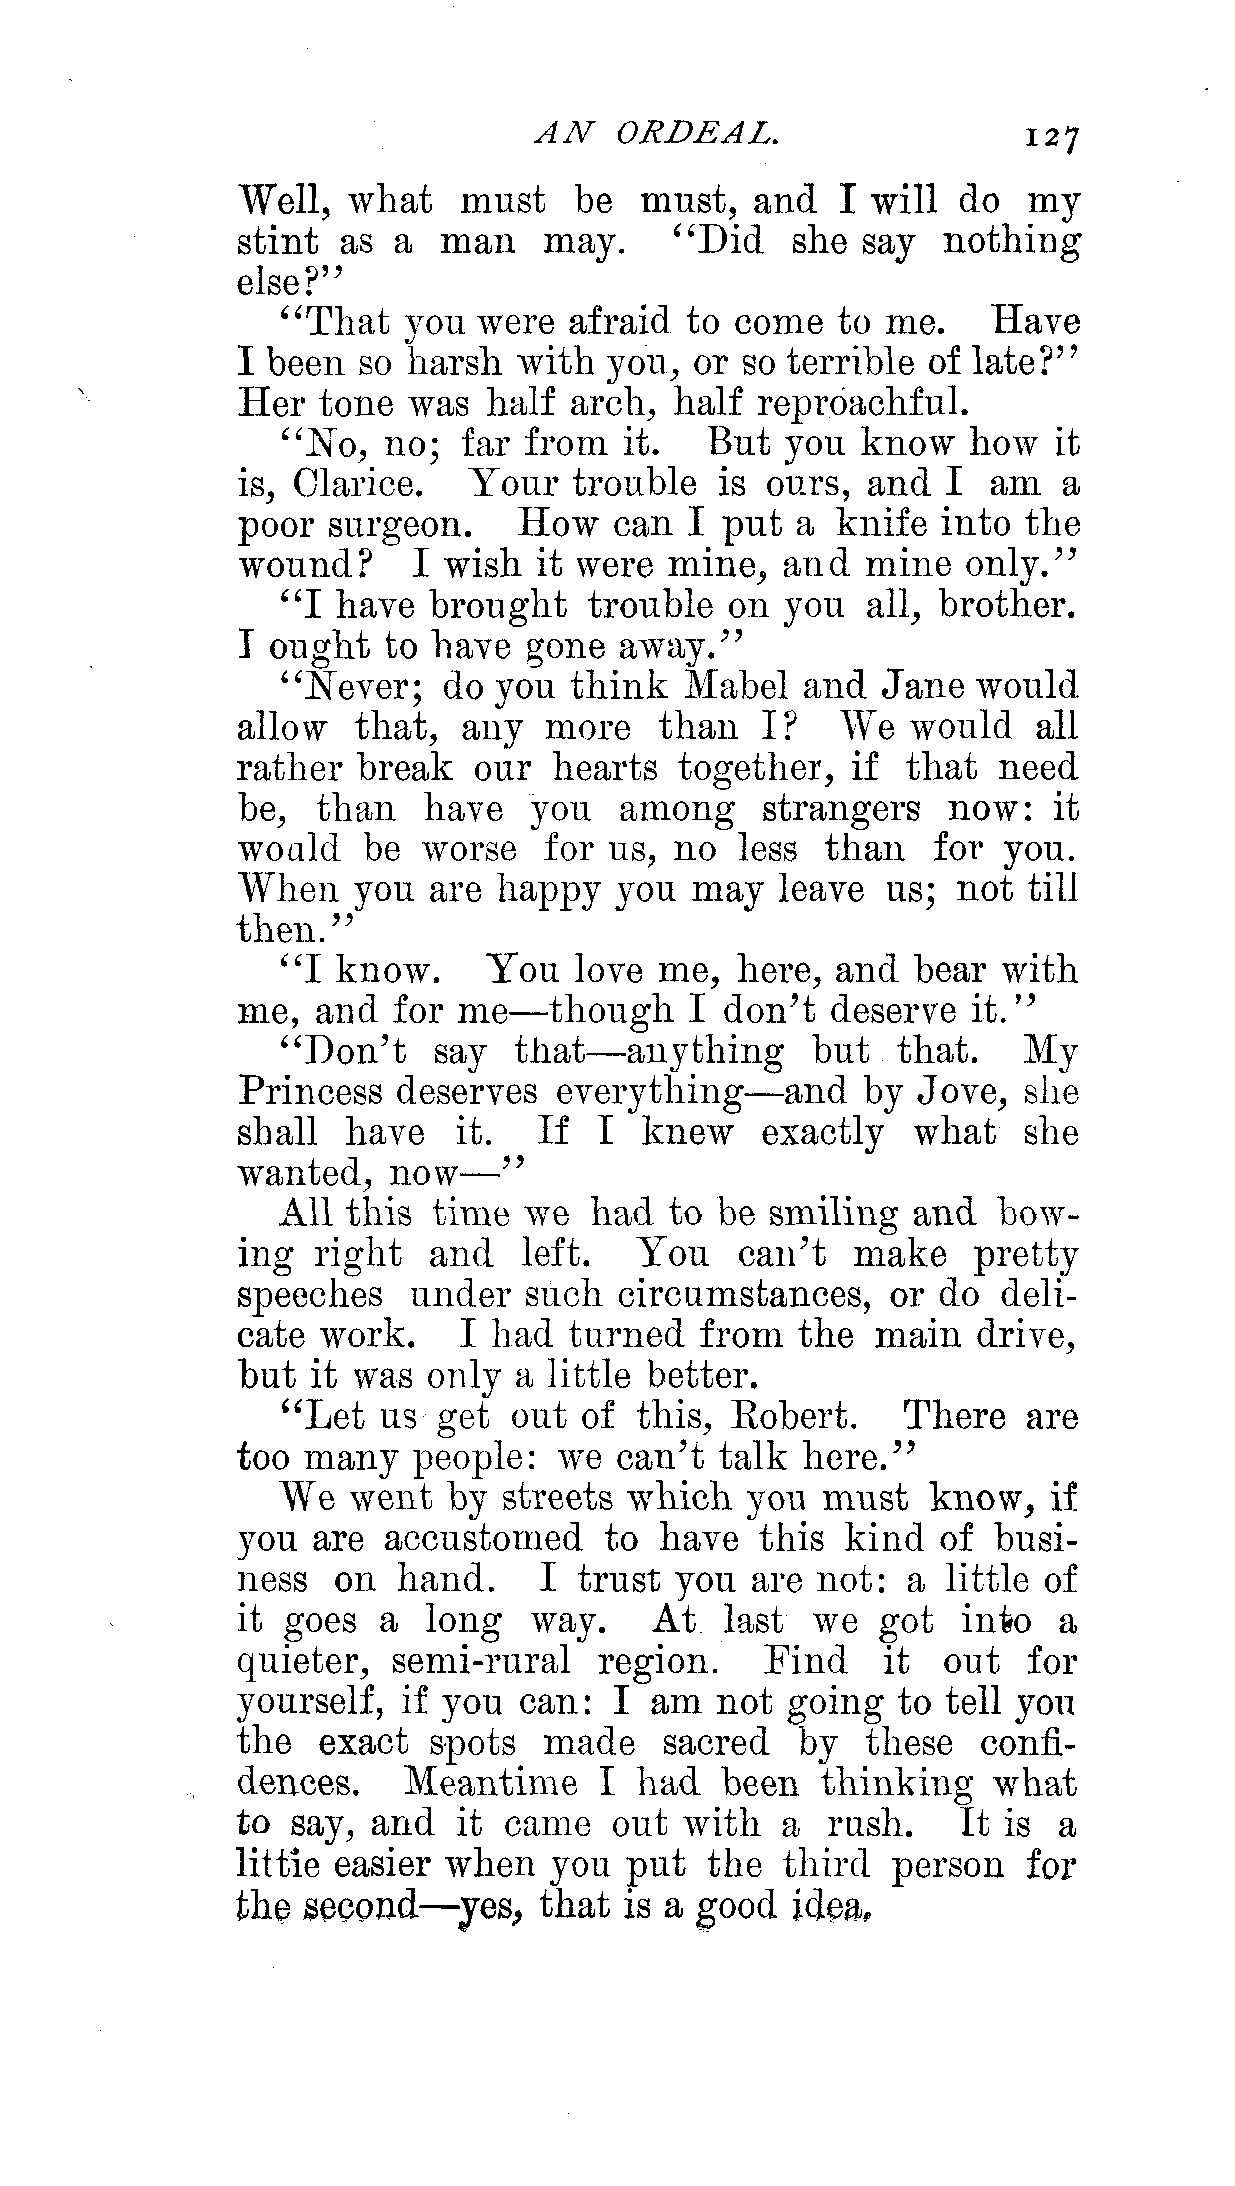 AN ORDEAL. 127
Well, what must be must, and I will do my
stint as a man may. "Did she say nothing
else?"
"That you were afraid to come to me. Have
I been so harsh with you, or so terrible of late?"
Her tone was half arch, half reproachful.
"No, no; far from it. But you know how it
is, Clarice. Your trouble is ours, and I am a
poor surgeon. How can I put a knife into the
wound? I wish it were mine, and mine only."
"I have brought trouble on you all, brother.
I ought to have gone away."
"Never; do you think Mabel and Jane would
allow that, any more than I? We would all
rather break our hearts together, if that need
be, than have you among strangers now: it
would be worse for us, no less than for you.
When you are happy you may leave us; not till
then."
"I know. You love me, here, and bear with
me, and for me—though I don't deserve it."
"Don't say that—anything but that. My
Princess deserves everything—and by Jove, she
shall have it. If I knew exactly what she
wanted, now—"
All this time we had to be smiling and bow-
ing right and left. You can't make pretty
speeches under such circumstances, or do deli-
cate work. I had turned from the main drive,
but it was only a little better.
"Let us get out of this, Robert. There are
too many people: we can't talk here."
We went by streets which you must know, if
you are accustomed to have this kind of busi-
ness on hand. I trust you are not: a little of
it goes a long way. At last we got into a
quieter, semi-rural region. Find it out for
yourself, if you can: I am not going to tell you
the exact spots made sacred by these confi-
dences. Meantime I had been thinking what
to say, and it came out with a rush. It is a
little easier when you put the third person for
the second—yes, that is a good idea.